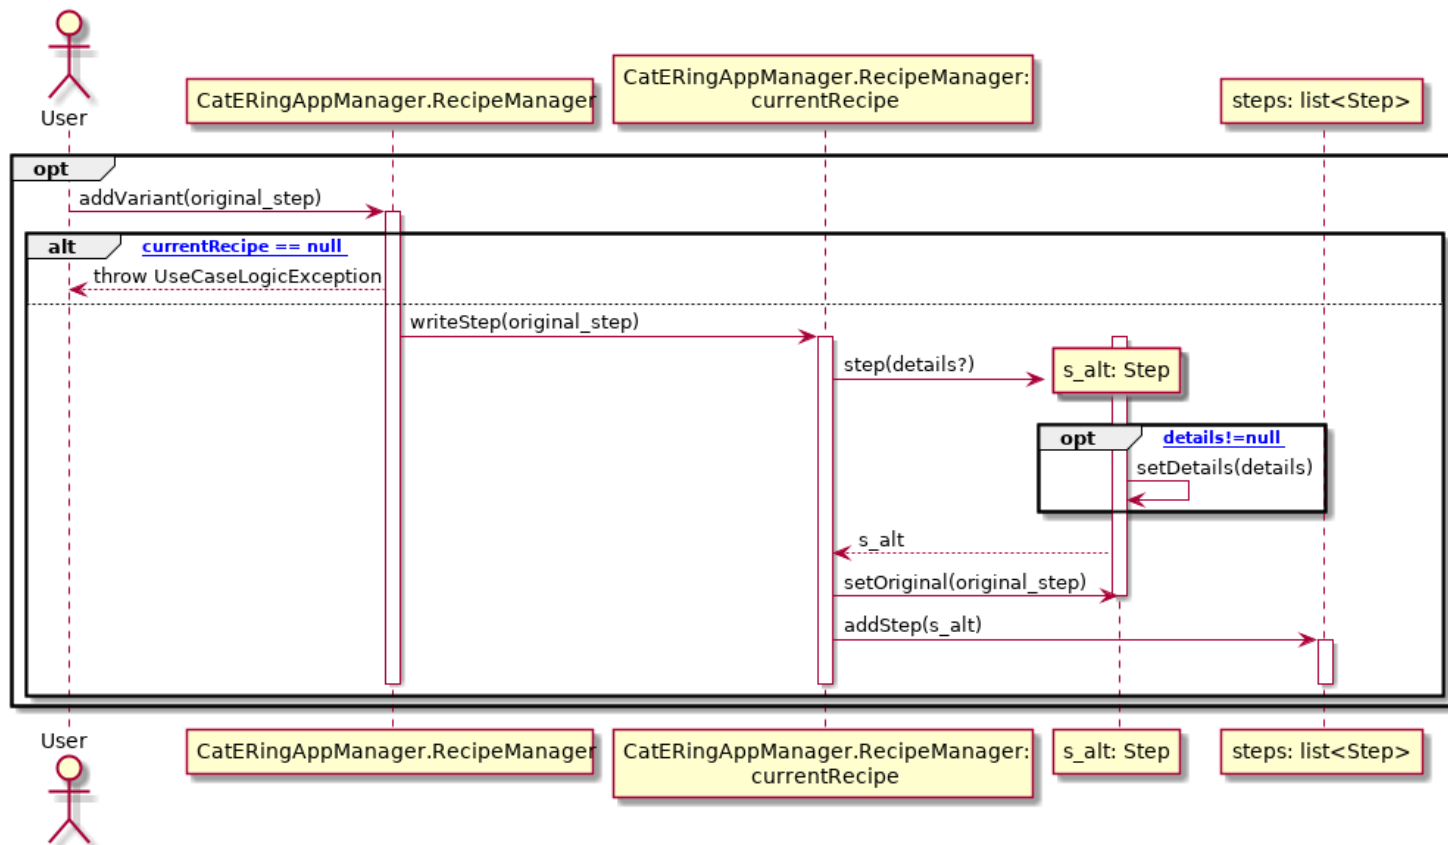 User
CatERingAppManager.RecipeManager
CatERingAppManager.RecipeManager:
currentRecipe
steps: list<Step>
opt
addVariant(original_step)
alt
currentRecipe == null
throw UseCaseLogicException
writeStep(original_step)
step(details?)
s_alt: Step
opt
details!=null
setDetails(details)
s_alt
setOriginal(original_step)
addStep(s_alt)
User
CatERingAppManager.RecipeManager
CatERingAppManager.RecipeManager:
currentRecipe
s_alt: Step
steps: list<Step>